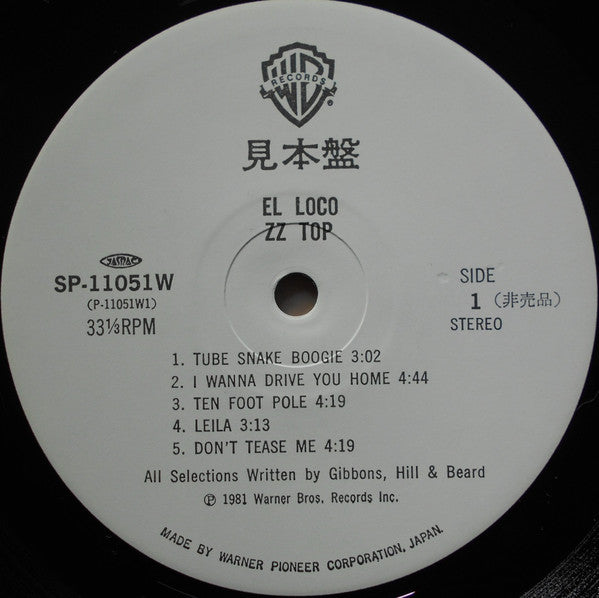 RECORDS
W
見本盤
EL LOCO
ZZ TOP
JASRAC
SP-11051W
(P-11051W1)
33⅓RPM
SIDE
1 (非売品)
STEREO
1. TUBE SNAKE BOOGIE 3:02
2. I WANNA DRIVE YOU HOME 4:44
3. TEN FOOT POLE 4:19
4. LEILA 3:13
5. DON'T TEASE ME 4:19
All Selections Written by Gibbons, Hill & Beard
Ⓟ 1981 Warner Bros. Records Inc.
MADE BY WARNER PIONEER CORPORATION, JAPAN.